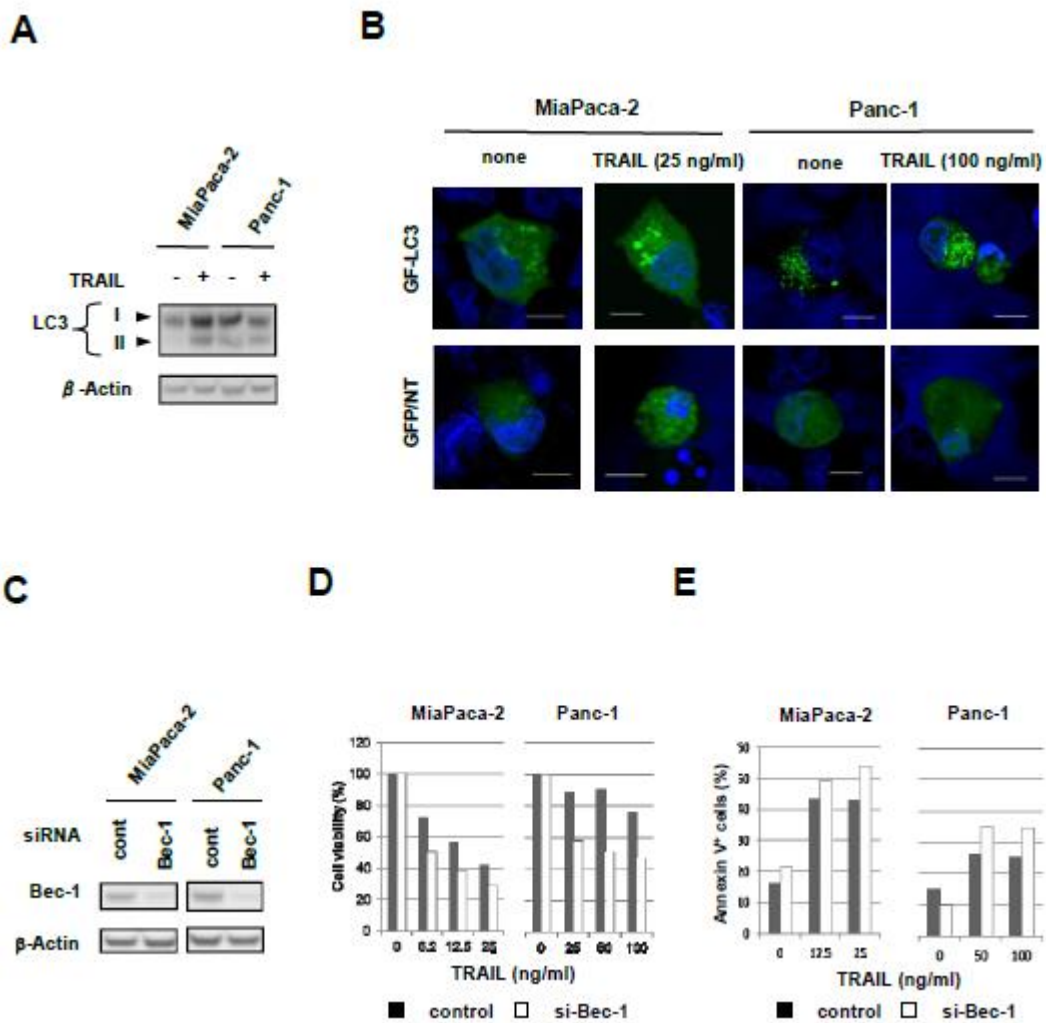 A
MiaPaca-2
Panc-1
TRAIL - + - +
LC3 I
II
β-Actin
B
MiaPaca-2 Panc-1
none TRAIL (25 ng/ml) none TRAIL (100 ng/ml)
GF-LC3
GFP/NT
C
MiaPaca-2
Panc-1
siRNA cont Bec-1 cont Bec-1
Bec-1
β-Actin
D
MiaPaca-2 Panc-1
Cell viability (%)
120
100
80
60
40
20
0
0 6.2 12.5 25 0 25 100
TRAIL (ng/ml)
control si-Bec-1
E
MiaPaca-2 Panc-1
Annexin V⁺ cells (%)
0 12.5 25 0 50 100
TRAIL (ng/ml)
control si-Bec-1